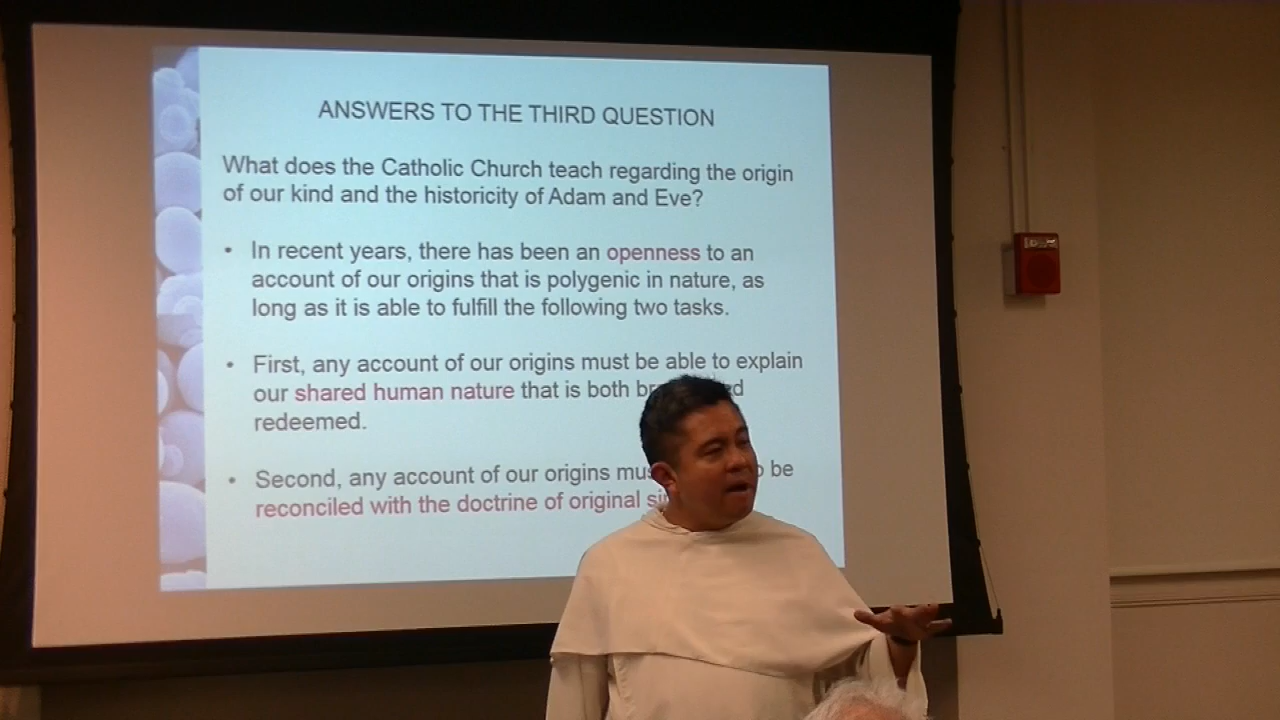 ANSWERS TO THE THIRD QUESTION
What does the Catholic Church teach regarding the origin
of our kind and the historicity of Adam and Eve?
• In recent years, there has been an openness to an
account of our origins that is polygenic in nature, as
long as it is able to fulfill the following two tasks.
• First, any account of our origins must be able to explain
our shared human nature that is both
redeemed.
• Second, any account of our origins be
reconciled with the doctrine of original